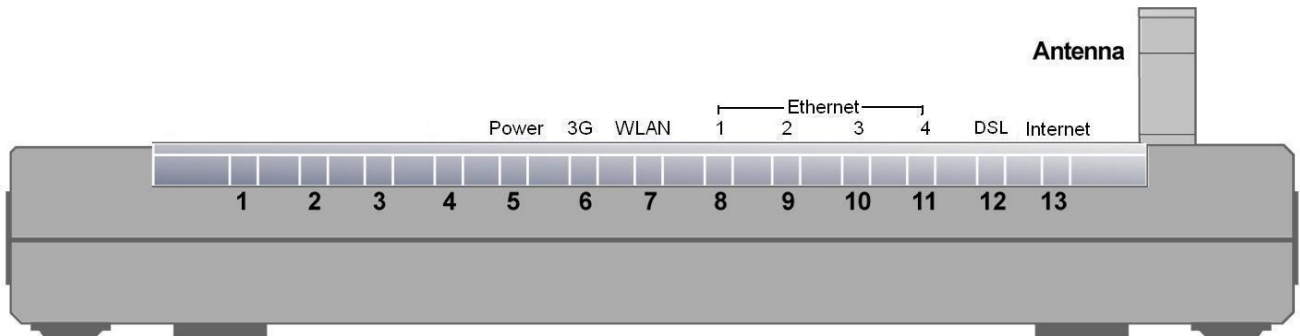 Antenna
Ethernet
Power 3G WLAN 1 2 3 4 DSL Internet
1 2 3 4 5 6 7 8 9 10 11 12 13